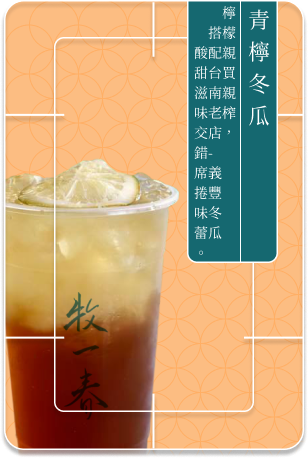 青檸冬瓜
檸檬親買親榨，
搭配台南老店-義豐冬瓜
酸甜滋味交錯席捲味蕾。
牧一春